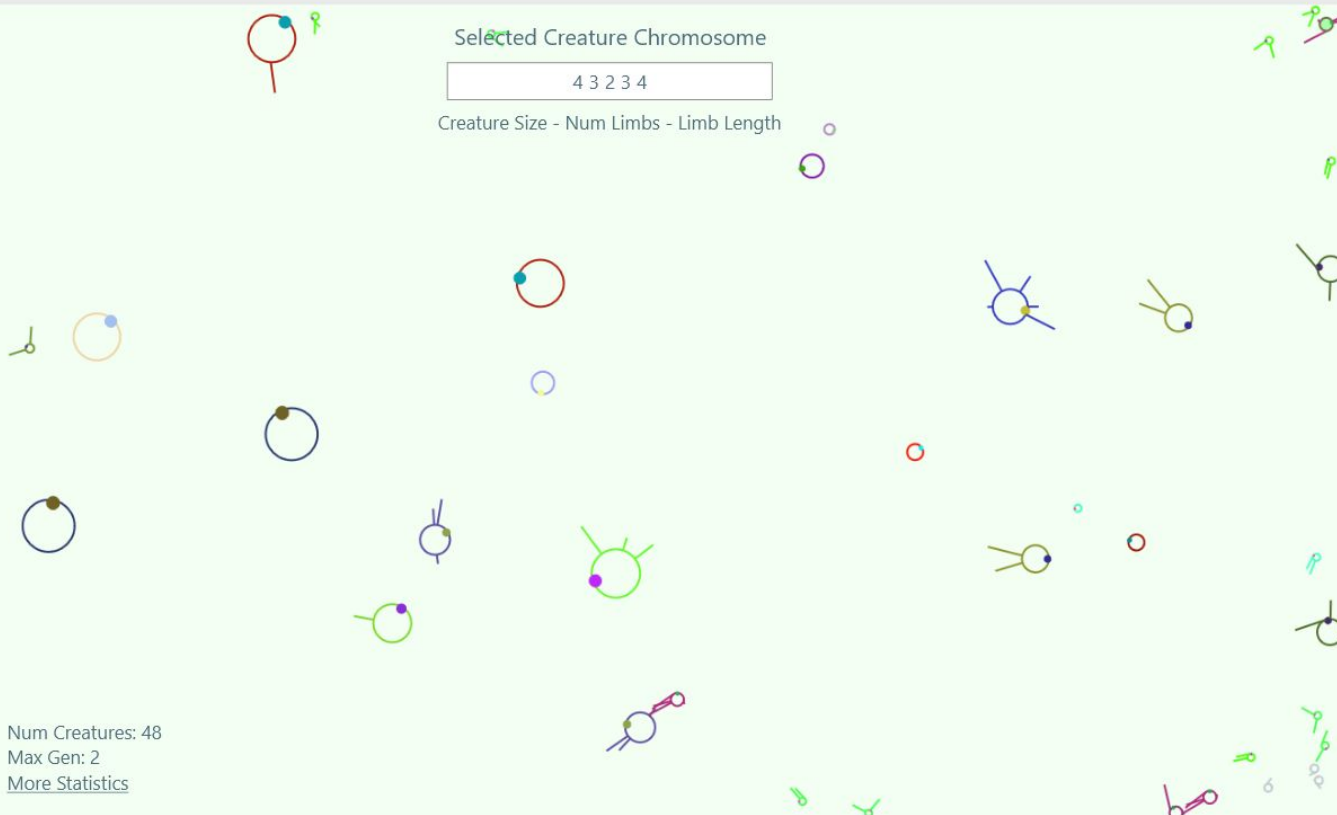 Selected Creature Chromosome
4 3 2 3 4
Creature Size - Num Limbs - Limb Length
Num Creatures: 48
Max Gen: 2
More Statistics